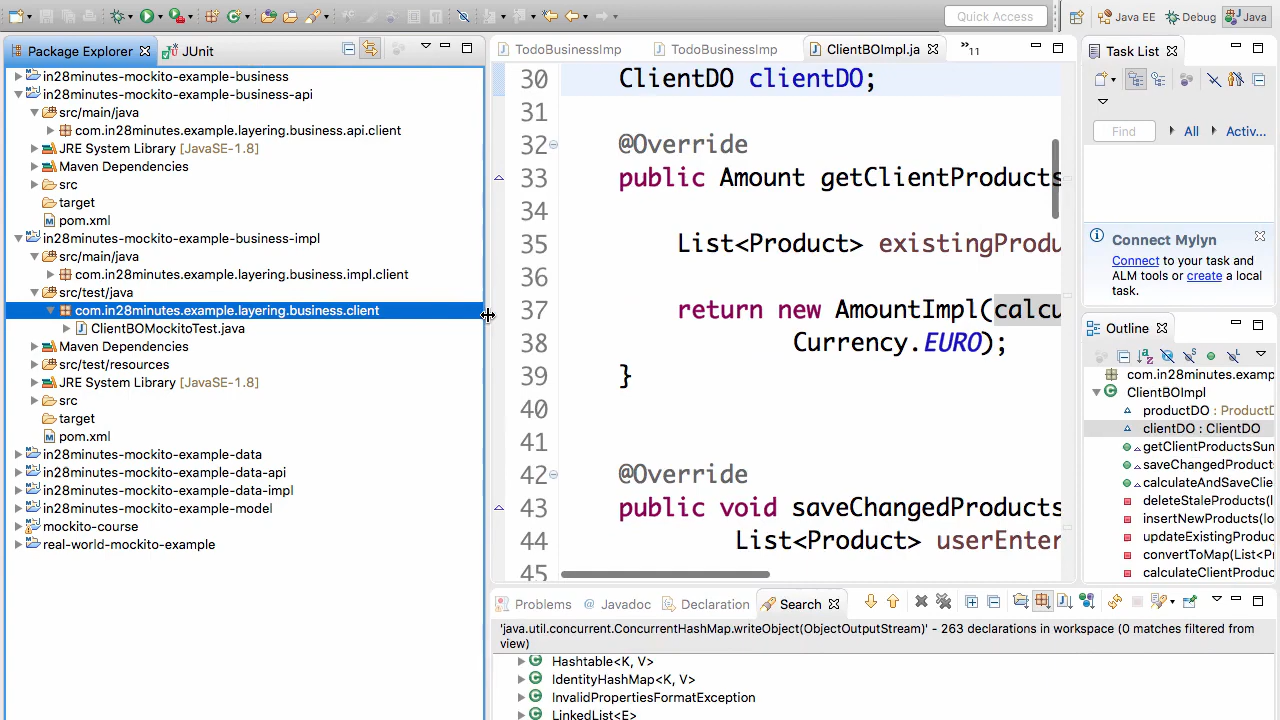 Quick Access
Java EE
Debug
Java
Package Explorer
JUnit
in28minutes-mockito-example-business
in28minutes-mockito-example-business-api
src/main/java
com.in28minutes.example.layering.business.api.client
JRE System Library [JavaSE-1.8]
Maven Dependencies
src
target
pom.xml
in28minutes-mockito-example-business-impl
src/main/java
com.in28minutes.example.layering.business.impl.client
src/test/java
com.in28minutes.example.layering.business.client
ClientBOMockitoTest.java
Maven Dependencies
src/test/resources
JRE System Library [JavaSE-1.8]
src
target
pom.xml
in28minutes-mockito-example-data
in28minutes-mockito-example-data-api
in28minutes-mockito-example-data-impl
in28minutes-mockito-example-model
mockito-course
real-world-mockito-example
TodoBusinessImp
TodoBusinessImp
ClientBOImpl.ja
»11
30 ClientDO clientDO;
31
32 @Override
33 public Amount getClientProducts
34
35 List<Product> existingProdu
36
37 return new AmountImpl(calcu
38 Currency.EURO);
39 }
40
41
42 @Override
43 public void saveChangedProducts
44 List<Product> userEnter
45
Problems
Javadoc
Declaration
Search
'java.util.concurrent.ConcurrentHashMap.writeObject(ObjectOutputStream)' - 263 declarations in workspace (0 matches filtered from
view)
Hashtable<K, V>
IdentityHashMap<K, V>
InvalidPropertiesFormatException
LinkedList<E>
Task List
Find
All
Activ...
Connect Mylyn
Connect to your task and
ALM tools or create a local
task.
Outline
com.in28minutes.examp
ClientBOImpl
productDO : ProductD
clientDO : ClientDO
getClientProductsSun
saveChangedProduct
calculateAndSaveClie
deleteStaleProducts(l
insertNewProducts(lo
updateExistingProduc
convertToMap(List<Pr
calculateClientProduc